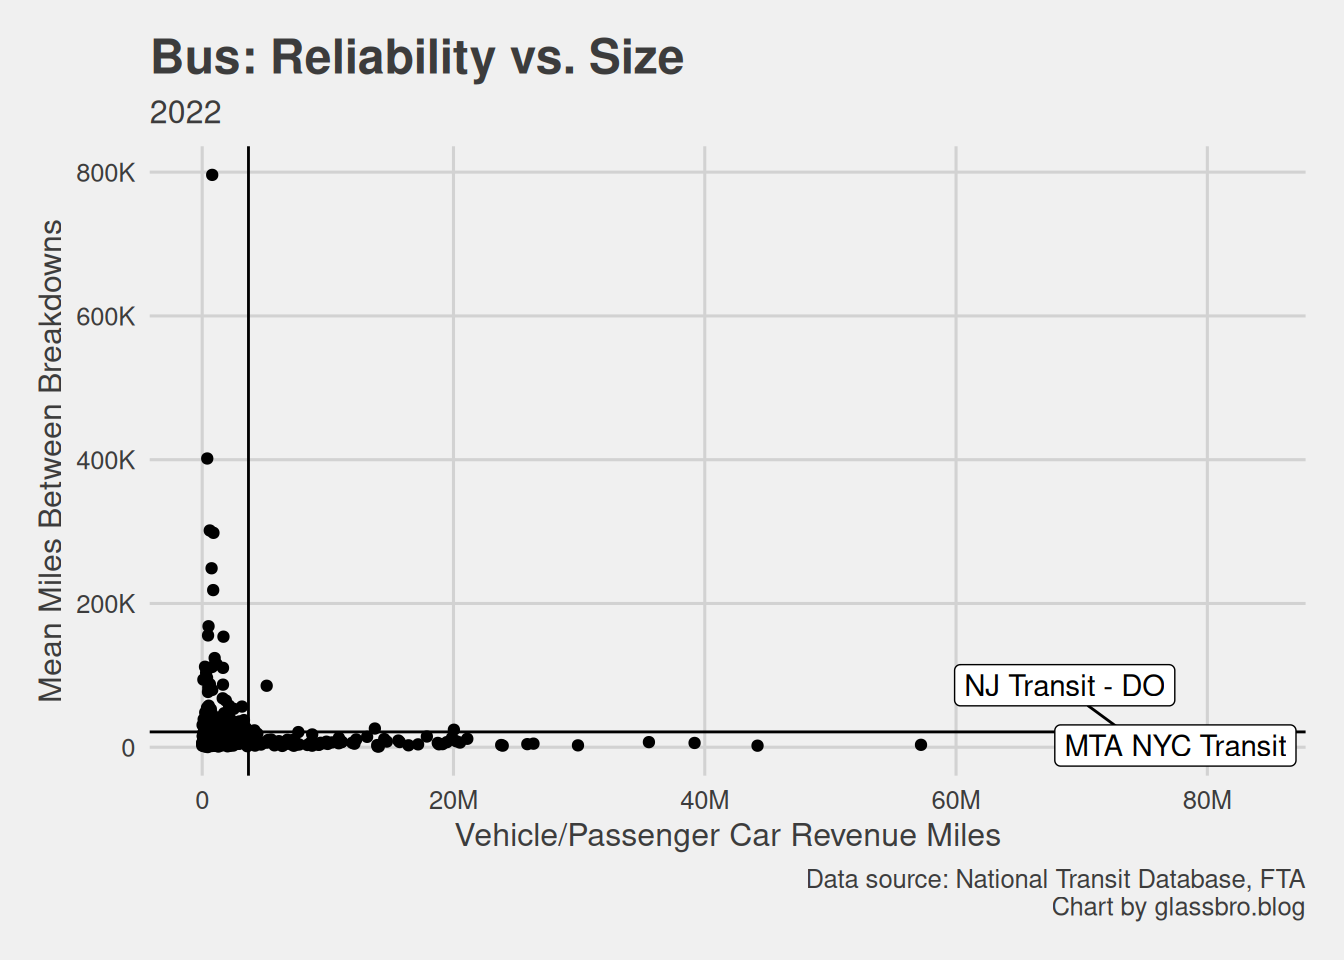 Bus: Reliability vs. Size
2022
Mean Miles Between Breakdowns
800K
600K
400K
200K
0
NJ Transit - DO
MTA NYC Transit
0 20M 40M 60M 80M
Vehicle/Passenger Car Revenue Miles
Data source: National Transit Database, FTA
Chart by glassbro.blog